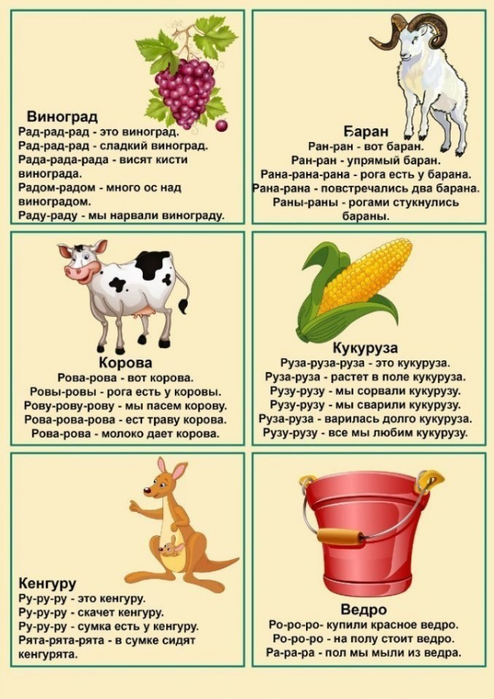 Виноград
Рад-рад-рад - это виноград.
Рад-рад-рад - сладкий виноград.
Рада-рада-рада - висят кисти
винограда.
Радом-радом - много ос над
виноградом.
Раду-раду - мы нарвали винограду.
Баран
Ран-ран - вот баран.
Ран-ран - упрямый баран.
Рана-рана-рана - рога есть у барана.
Рана-рана - повстречались два барана.
Раны-раны - рогами стукнулись
бараны.
Корова
Рова-рова - вот корова.
Ровы-ровы - рога есть у коровы.
Рову-рову-рову - мы пасем корову.
Рова-рова-рова - ест траву корова.
Рова-рова - молоко дает корова.
Кукуруза
Руза-руза-руза - это кукуруза.
Руза-руза - растет в поле кукуруза.
Рузу-рузу - мы сорвали кукурузу.
Рузу-рузу - мы сварили кукурузу.
Руза-руза - варилась долго кукуруза.
Рузу-рузу - все мы любим кукурузу.
Кенгуру
Ру-ру-ру - это кенгуру.
Ру-ру-ру - скачет кенгуру.
Ру-ру-ру - сумка есть у кенгуру.
Рята-рята-рята - в сумке сидят
кенгурята.
Ведро
Ро-ро-ро- купили красное ведро.
Ро-ро-ро - на полу стоит ведро.
Ра-ра-ра - пол мы мыли из ведра.